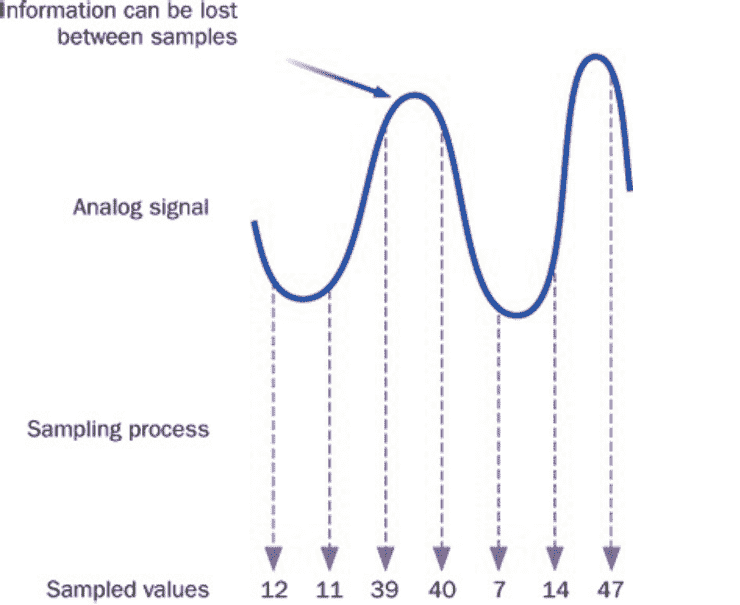 Information can be lost
between samples
Analog signal
Sampling process
Sampled values 12 11 39 40 7 14 47